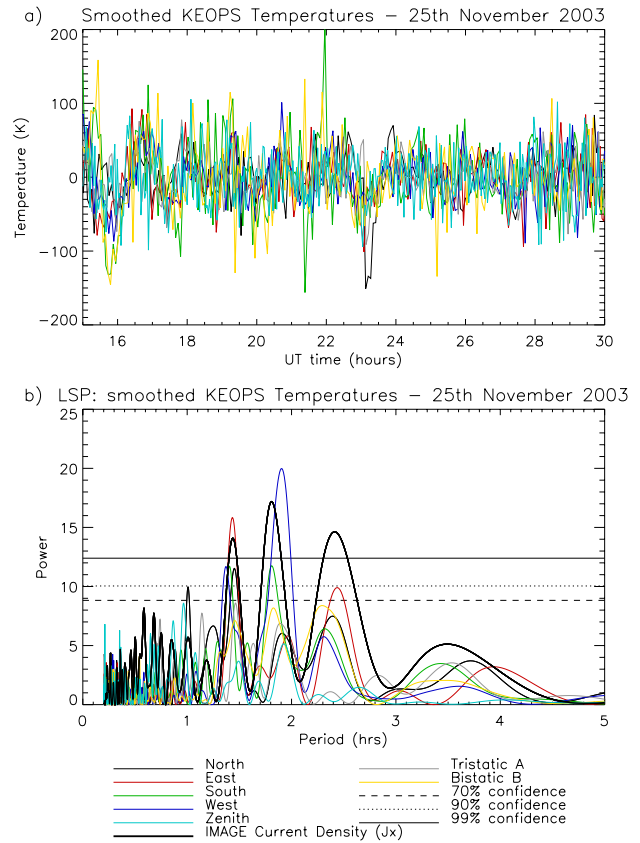 a) Smoothed KEOPS Temperatures – 25th November 2003
200
100
0
−100
−200
Temperature (K)
16 18 20 22 24 26 28 30
UT time (hours)
b) LSP: smoothed KEOPS Temperatures – 25th November 2003
25
20
15
10
5
0
Power
0 1 2 3 4 5
Period (hrs)
North
East
South
West
Zenith
IMAGE Current Density (Jx)
Tristatic A
Bistatic B
70% confidence
90% confidence
99% confidence